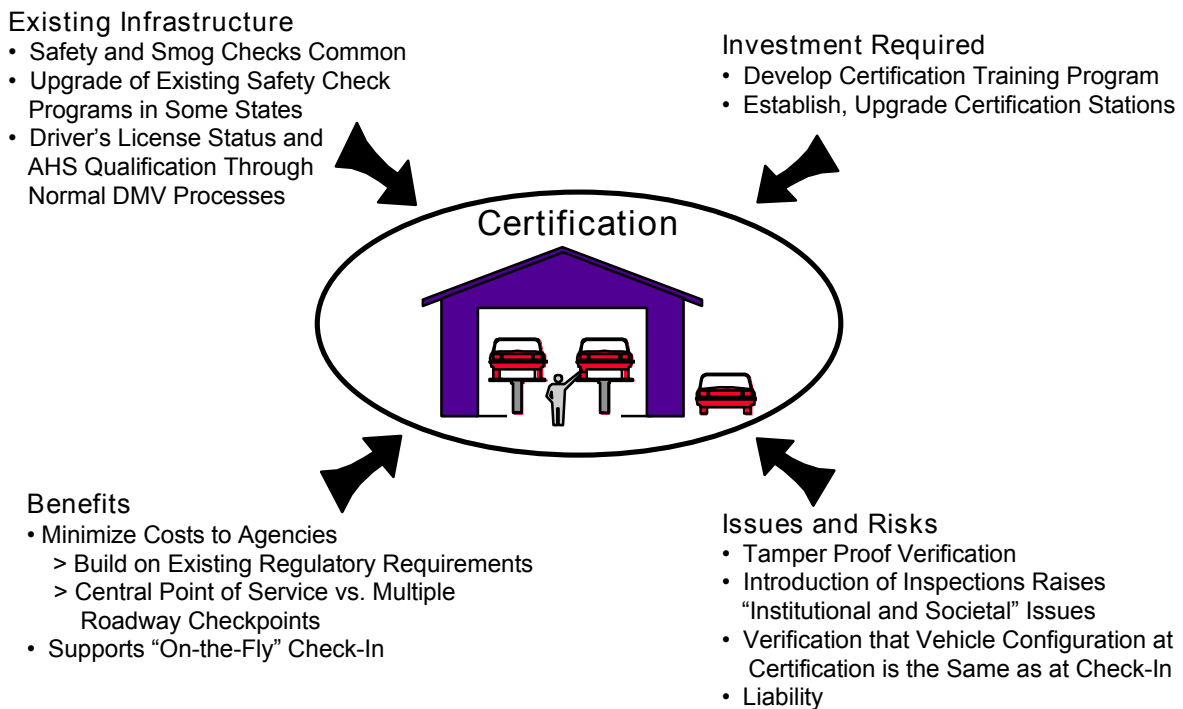 Existing Infrastructure
• Safety and Smog Checks Common
• Upgrade of Existing Safety Check
Programs in Some States
• Driver's License Status and
AHS Qualification Through
Normal DMV Processes
Investment Required
• Develop Certification Training Program
• Establish, Upgrade Certification Stations
Certification
Benefits
• Minimize Costs to Agencies
> Build on Existing Regulatory Requirements
> Central Point of Service vs. Multiple
Roadway Checkpoints
• Supports “On-the-Fly” Check-In
Issues and Risks
• Tamper Proof Verification
• Introduction of Inspections Raises
“Institutional and Societal” Issues
• Verification that Vehicle Configuration at
Certification is the Same as at Check-In
• Liability